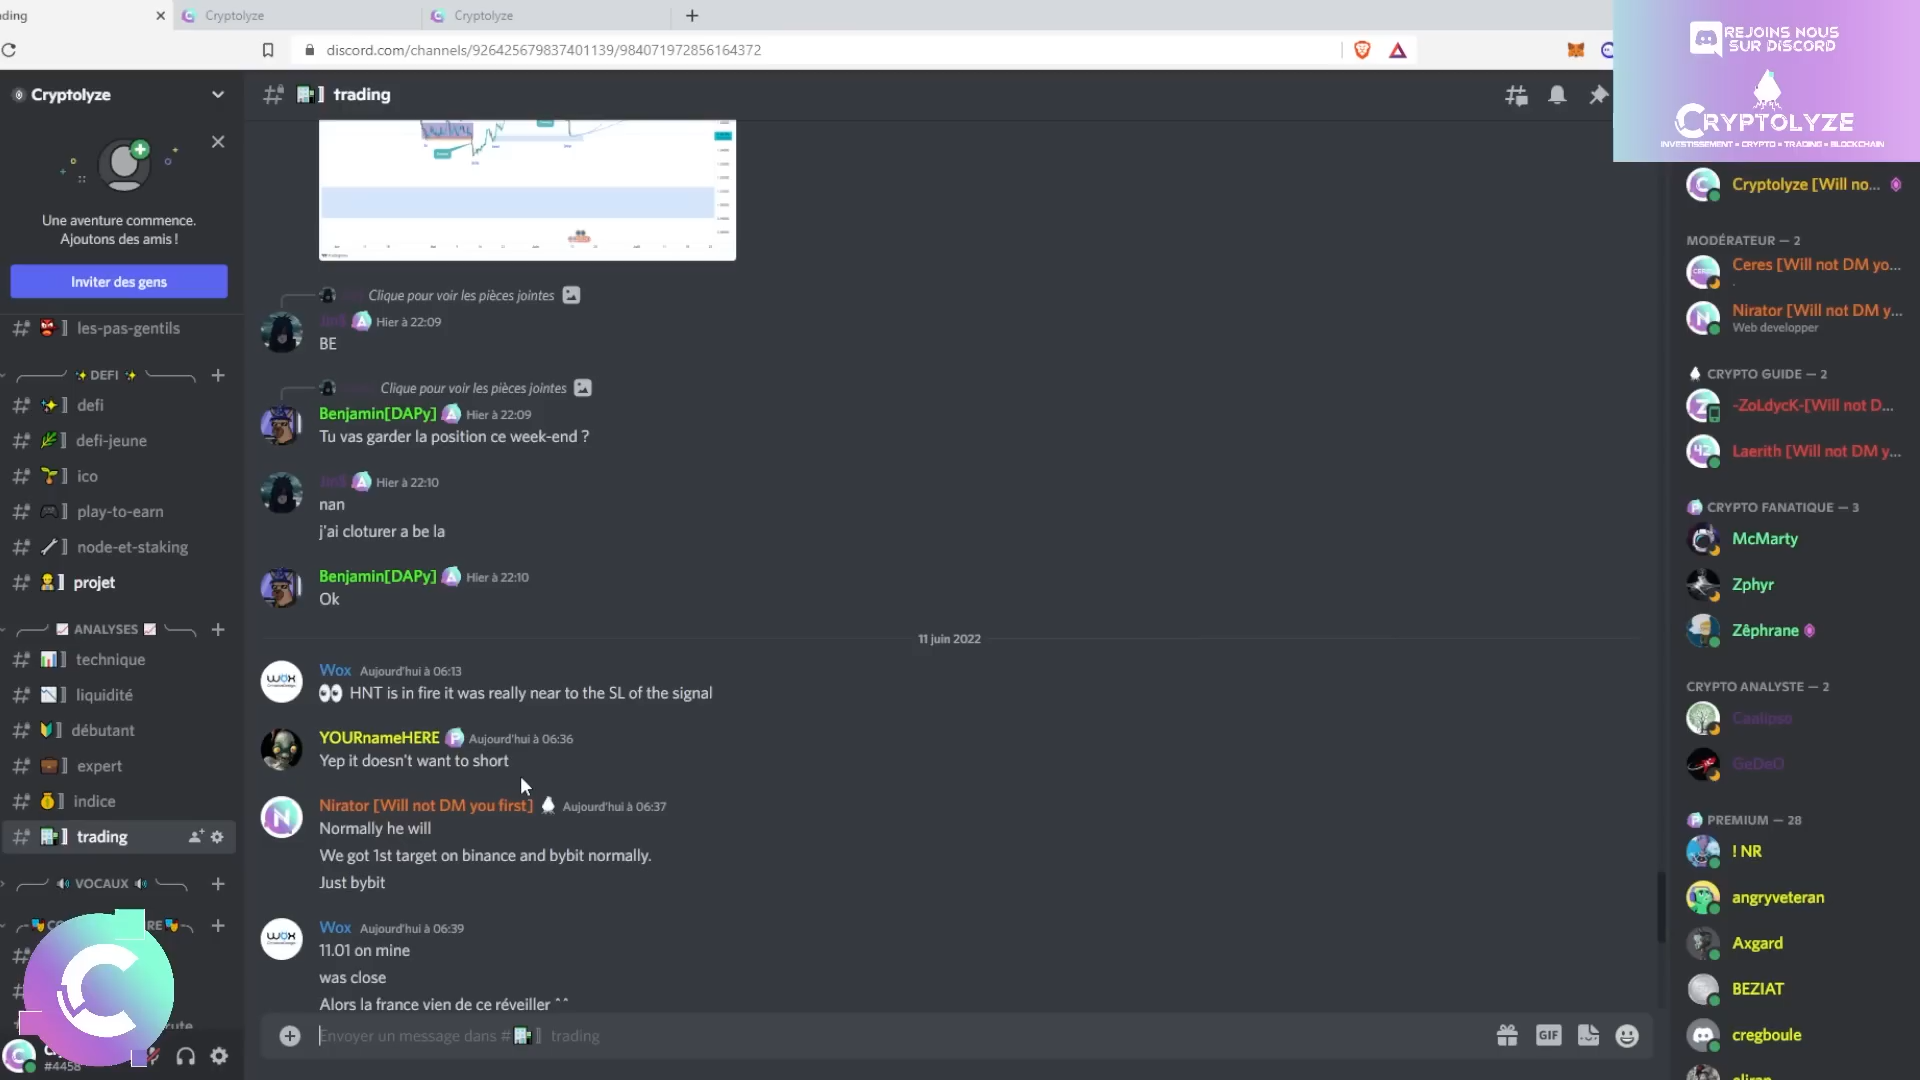 ding
Cryptolyze
Cryptolyze
discord.com/channels/926425679837401139/984071972856164372
REJOINS NOUS
SUR DISCORD
CRYPTOLYZE
INVESTISSEMENT • CRYPTO • TRADING • BLOCKCHAIN
Cryptolyze
Une aventure commence.
Ajoutons des amis !
Inviter des gens
les-pas-gentils
DEFI
defi
defi-jeune
ico
play-to-earn
node-et-staking
projet
ANALYSES
technique
liquidité
débutant
expert
indice
trading
VOCAUX
#4458
trading
Clique pour voir les pièces jointes
Hier à 22:09
BE
Clique pour voir les pièces jointes
Benjamin[DAPy] Hier à 22:09
Tu vas garder la position ce week-end ?
Hier à 22:10
nan
j'ai cloturer a be la
Benjamin[DAPy] Hier à 22:10
Ok
11 juin 2022
Wox Aujourd'hui à 06:13
HNT is in fire it was really near to the SL of the signal
YOURnameHERE Aujourd'hui à 06:36
Yep it doesn't want to short
Nirator [Will not DM you first] Aujourd'hui à 06:37
Normally he will
We got 1st target on binance and bybit normally.
Just bybit
Wox Aujourd'hui à 06:39
11.01 on mine
was close
Alors la france vien de ce réveiller ^^
Envoyer un message dans # trading
GIF
Cryptolyze [Will no...
MODÉRATEUR — 2
Ceres [Will not DM yo...
Nirator [Will not DM y...
Web developper
CRYPTO GUIDE — 2
-ZoLdycK-[Will not D...
Laerith [Will not DM y...
CRYPTO FANATIQUE — 3
McMarty
Zphyr
Zêphrane
CRYPTO ANALYSTE — 2
Caalipso
GeDeO
PREMIUM — 28
! NR
angryveteran
Axgard
BEZIAT
cregboule